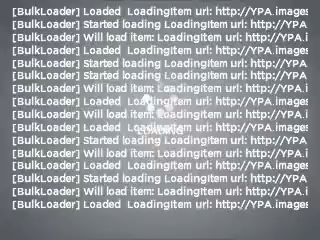 [BulkLoader] Loaded LoadingItem url: http://YPA.images
[BulkLoader] Started loading LoadingItem url: http://YPA
[BulkLoader] Will load item: LoadingItem url: http://YPA.i
[BulkLoader] Loaded LoadingItem url: http://YPA.images
[BulkLoader] Started loading LoadingItem url: http://YPA
[BulkLoader] Started loading LoadingItem url: http://YPA
[BulkLoader] Will load item: LoadingItem url: http://YPA.i
[BulkLoader] Loaded LoadingItem url: http://YPA.images
[BulkLoader] Will load item: LoadingItem url: http://YPA.i
[BulkLoader] Loaded LoadingItem url: http://YPA.images
LOADING
[BulkLoader] Started loading LoadingItem url: http://YPA
[BulkLoader] Will load item: LoadingItem url: http://YPA.i
[BulkLoader] Loaded LoadingItem url: http://YPA.images
[BulkLoader] Started loading LoadingItem url: http://YPA
[BulkLoader] Will load item: LoadingItem url: http://YPA.i
[BulkLoader] Loaded LoadingItem url: http://YPA.images